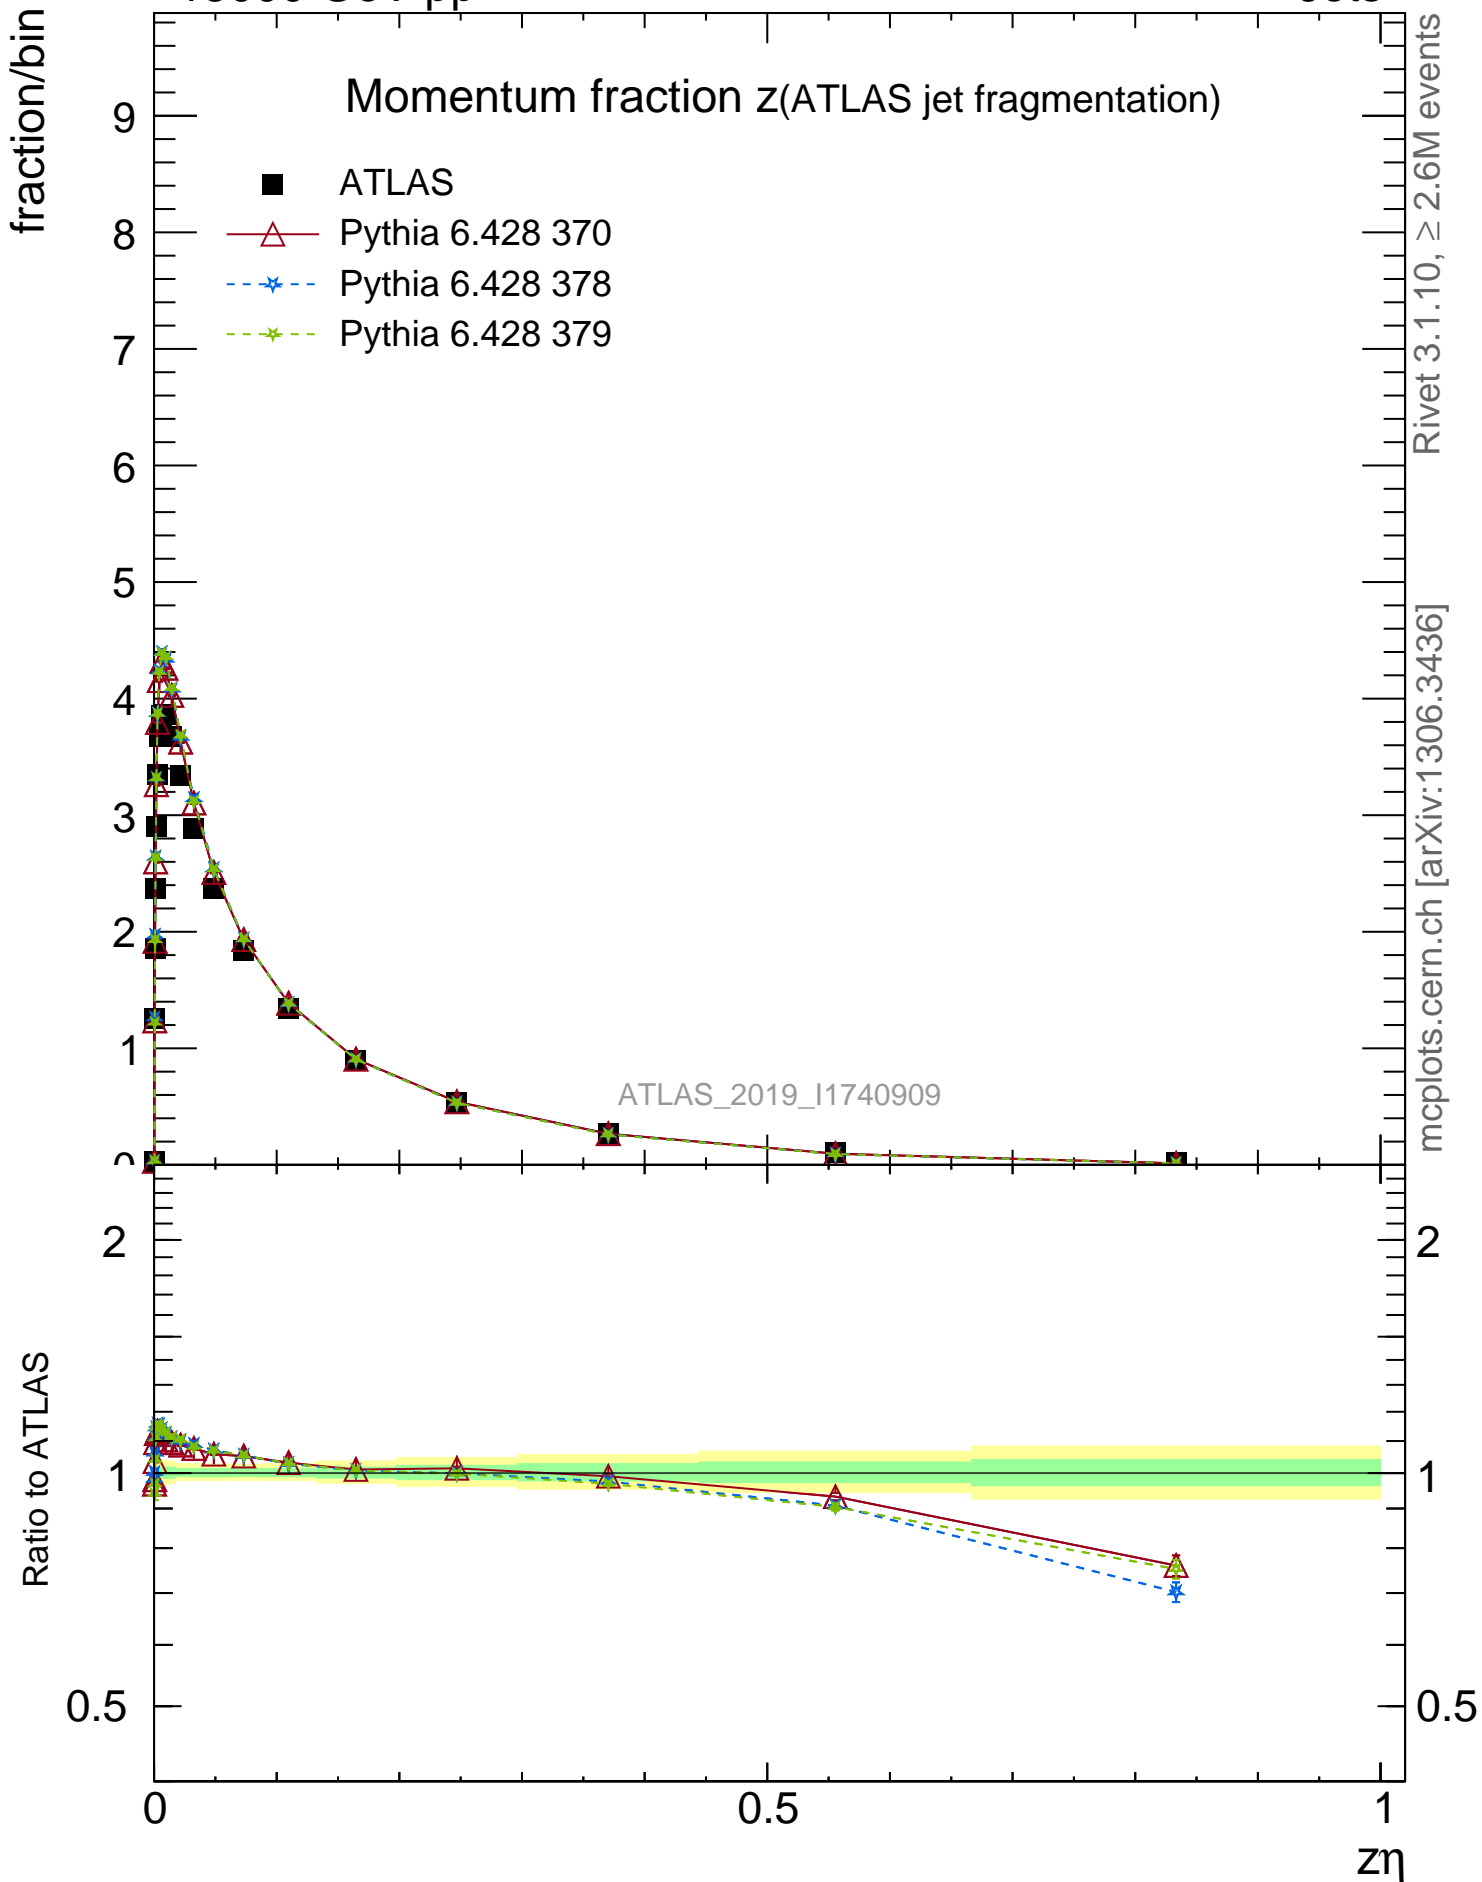 fraction/bin
Momentum fraction z(ATLAS jet fragmentation)
ATLAS
Pythia 6.428 370
Pythia 6.428 378
Pythia 6.428 379
9
8
7
6
5
4
3
2
1
0
ATLAS_2019_I1740909
Rivet 3.1.10, ≥ 2.6M events
mcplots.cern.ch [arXiv:1306.3436]
Ratio to ATLAS
2
1
0.5
2
1
0.5
0
0.5
1
zη